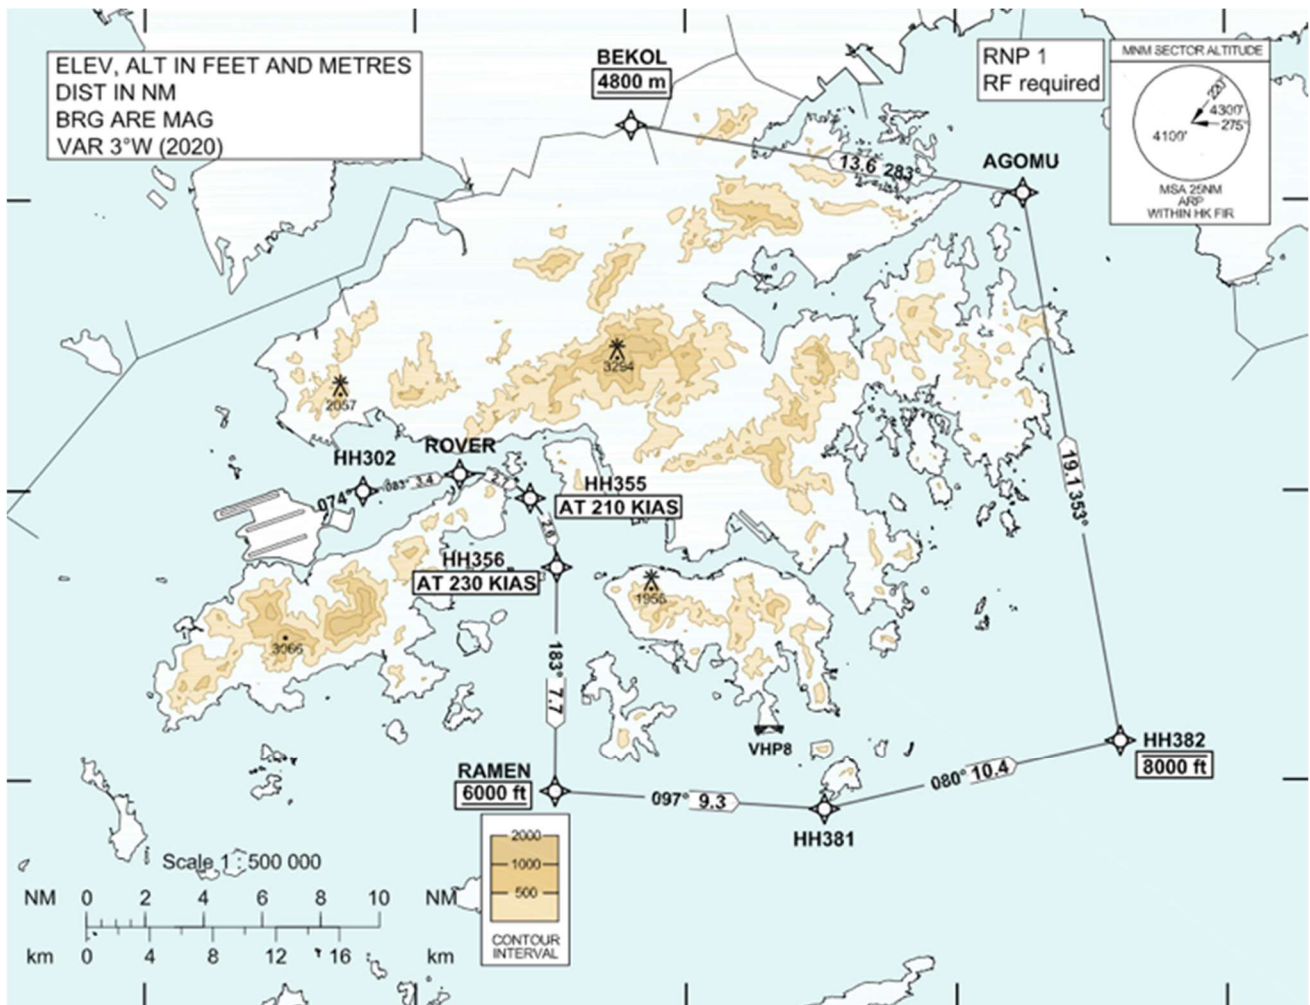 ELEV, ALT IN FEET AND METRES
DIST IN NM
BRG ARE MAG
VAR 3°W (2020)
BEKOL
4800 m
RNP 1
RF required
MNM SECTOR ALTITUDE
220°
4300'
275°
4100'
MSA 25NM
ARP
WITHIN HK FIR
13.6 283°
AGOMU
3294
2057
HH302
ROVER
074°
083° 3.4
2.7
HH355
AT 210 KIAS
2.6
HH356
AT 230 KIAS
19.1 353°
1956
3066
183° 7.7
VHP8
HH382
8000 ft
RAMEN
6000 ft
097° 9.3
080° 10.4
HH381
2000
1000
500
CONTOUR
INTERVAL
Scale 1 : 500 000
NM 0 2 4 6 8 10 NM
km 0 4 8 12 16 km